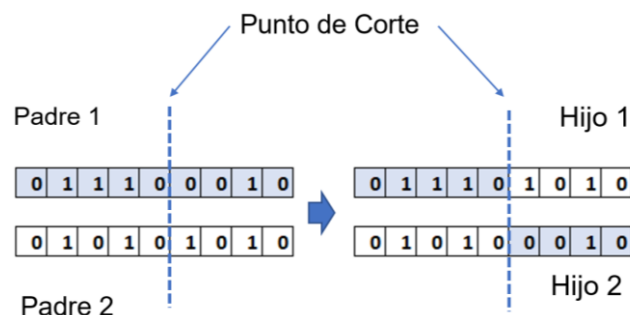 Punto de Corte
Padre 1
Hijo 1
0 1 1 1 0 0 0 1 0
0 1 1 1 0 1 0 1 0
0 1 0 1 0 1 0 1 0
0 1 0 1 0 0 0 1 0
Padre 2
Hijo 2